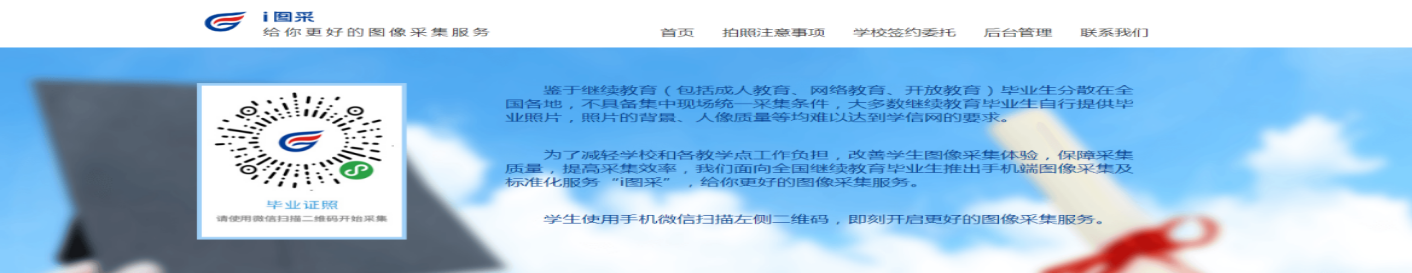 i图采
给你更好的图像采集服务
首页 拍照注意事项 学校签约委托 后台管理 联系我们
鉴于继续教育（包括成人教育、网络教育、开放教育）毕业生分散在全
国各地，不具备集中现场统一采集条件，大多数继续教育毕业生自行提供毕
业照片，照片的背景、人像质量等均难以达到学信网的要求。
为了减轻学校和各教学点工作负担，改善学生图像采集体验，保障采集
质量，提高采集效率，我们面向全国继续教育毕业生推出手机端图像采集及
标准化服务“i图采”，给你更好的图像采集服务。
学生使用手机微信扫描左侧二维码，即刻开启更好的图像采集服务。
毕业证照
请使用微信扫描二维码开始采集